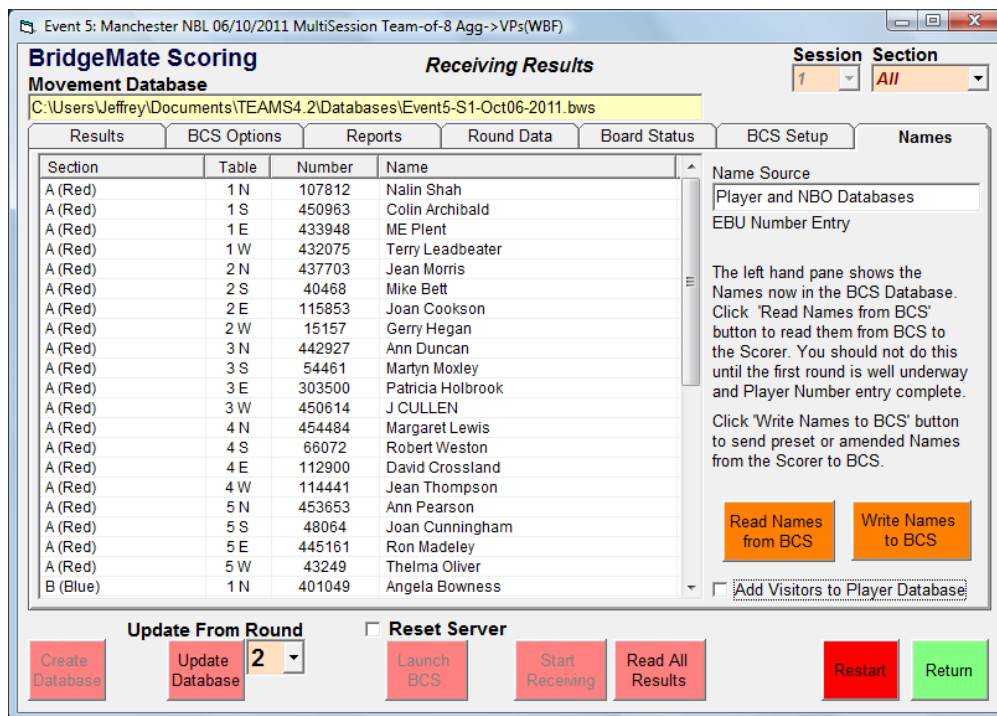 Event 5: Manchester NBL 06/10/2011 MultiSession Team-of-8 Agg->VPs(WBF)
BridgeMate Scoring
Receiving Results
Session Section
Movement Database
1 All
C:\Users\Jeffrey\Documents\TEAMS4.2\Databases\Event5-S1-Oct06-2011.bws
Results BCS Options Reports Round Data Board Status BCS Setup Names
Section Table Number Name
A (Red) 1 N 107812 Nalin Shah
A (Red) 1 S 450963 Colin Archibald
A (Red) 1 E 433948 ME Plent
A (Red) 1 W 432075 Terry Leadbeater
A (Red) 2 N 437703 Jean Morris
A (Red) 2 S 40468 Mike Bett
A (Red) 2 E 115853 Joan Cookson
A (Red) 2 W 15157 Gerry Hegan
A (Red) 3 N 442927 Ann Duncan
A (Red) 3 S 54461 Martyn Moxley
A (Red) 3 E 303500 Patricia Holbrook
A (Red) 3 W 450614 J CULLEN
A (Red) 4 N 454484 Margaret Lewis
A (Red) 4 S 66072 Robert Weston
A (Red) 4 E 112900 David Crossland
A (Red) 4 W 114441 Jean Thompson
A (Red) 5 N 453653 Ann Pearson
A (Red) 5 S 48064 Joan Cunningham
A (Red) 5 E 445161 Ron Madeley
A (Red) 5 W 43249 Thelma Oliver
B (Blue) 1 N 401049 Angela Bowness
Name Source
Player and NBO Databases
EBU Number Entry
The left hand pane shows the
Names now in the BCS Database.
Click 'Read Names from BCS'
button to read them from BCS to
the Scorer. You should not do this
until the first round is well underway
and Player Number entry complete.
Click 'Write Names to BCS' button
to send preset or amended Names
from the Scorer to BCS.
Read Names
from BCS
Write Names
to BCS
Add Visitors to Player Database
Update From Round
Reset Server
Create
Database
Update
Database
2
Launch
BCS
Start
Receiving
Read All
Results
Restart
Return